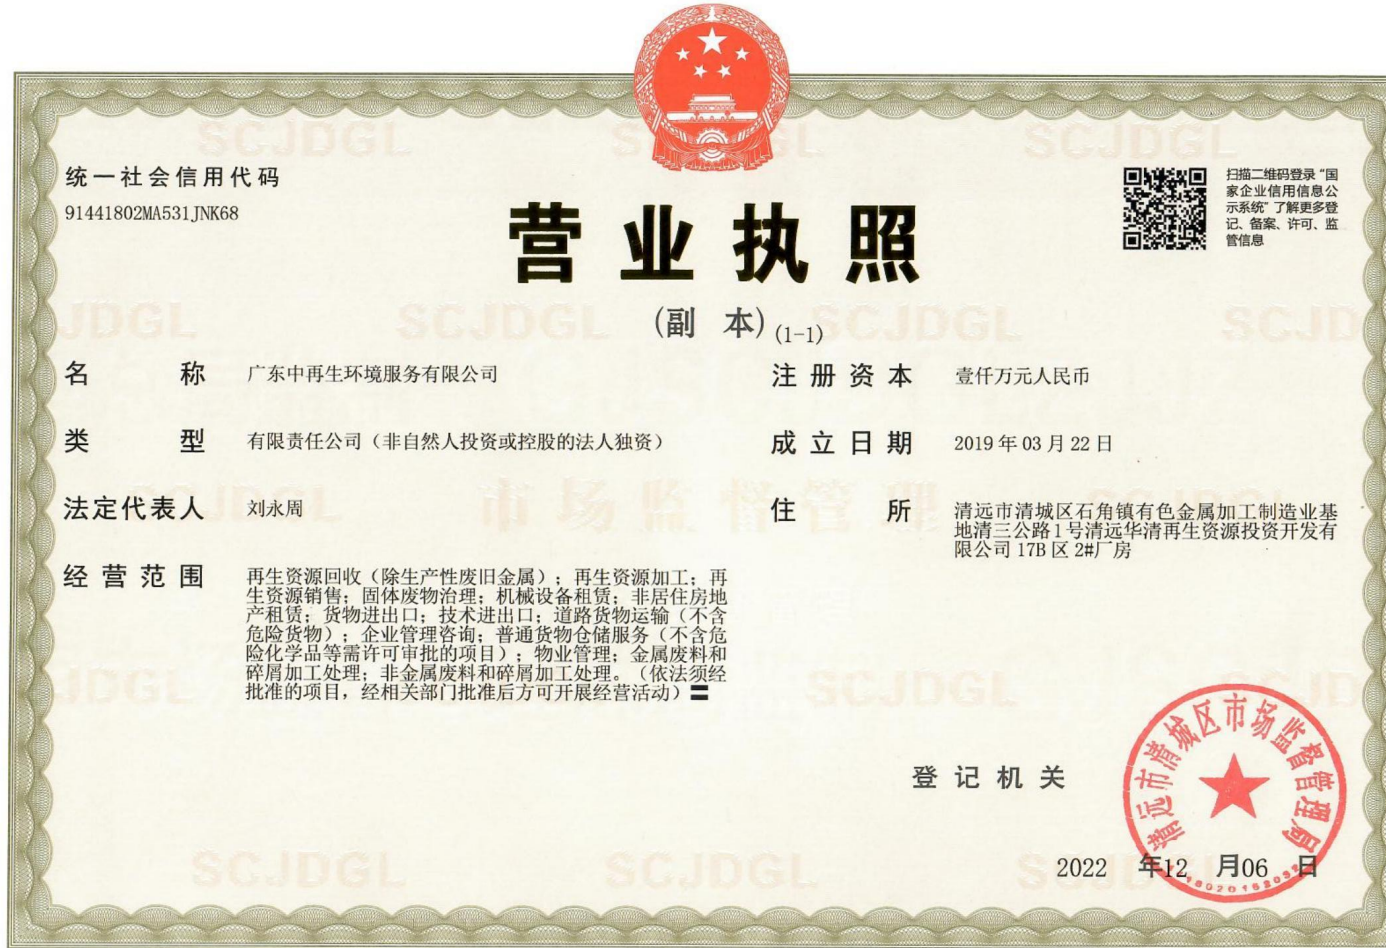 统一社会信用代码
91441802MA531JNK68
扫描二维码登录“国
家企业信用信息公
示系统”了解更多登
记、备案、许可、监
管信息
营业执照
(副 本)(1-1)
名 称 广东中再生环境服务有限公司
注册资本 壹仟万元人民币
类 型 有限责任公司（非自然人投资或控股的法人独资）
成立日期 2019年03月22日
法定代表人 刘永周
住 所 清远市清城区石角镇有色金属加工制造业基
地清三公路1号清远华清再生资源投资开发有
限公司17B区2#厂房
经营范围 再生资源回收（除生产性废旧金属）；再生资源加工；再
生资源销售；固体废物治理；机械设备租赁；非居住房地
产租赁；货物进出口；技术进出口；道路货物运输（不含
危险货物）；企业管理咨询；普通货物仓储服务（不含危
险化学品等需许可审批的项目）；物业管理；金属废料和
碎屑加工处理；非金属废料和碎屑加工处理。（依法须经
批准的项目，经相关部门批准后方可开展经营活动）〓
登记机关
清远市清城区市场监督管理局
2022 年12 月06 日
SCJDGL
市场监督管理